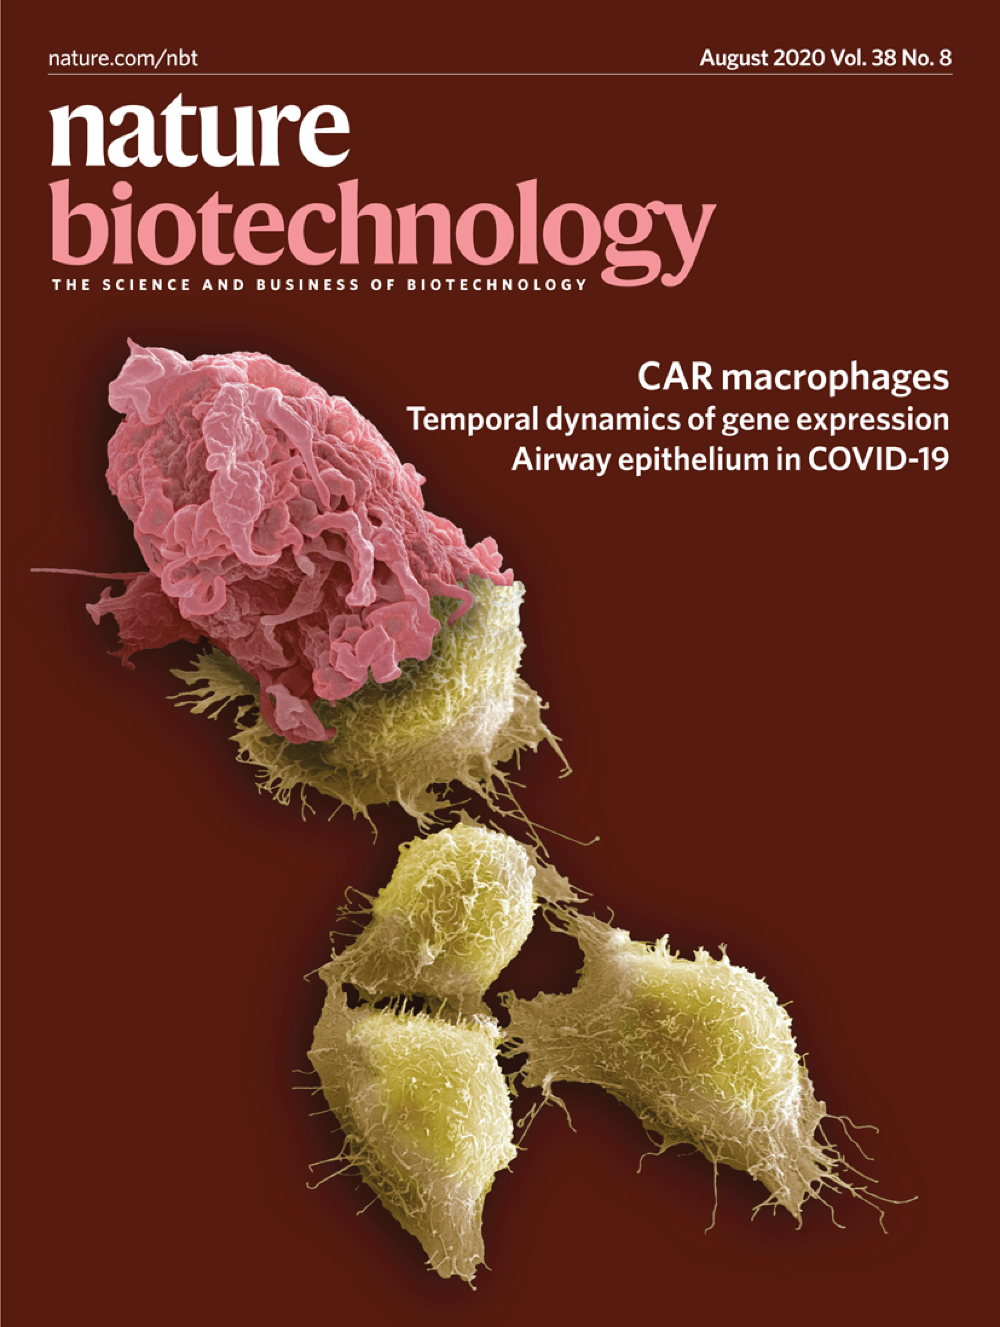 nature.com/nbt
August 2020 Vol. 38 No. 8
nature
biotechnology
THE SCIENCE AND BUSINESS OF BIOTECHNOLOGY
CAR macrophages
Temporal dynamics of gene expression
Airway epithelium in COVID-19